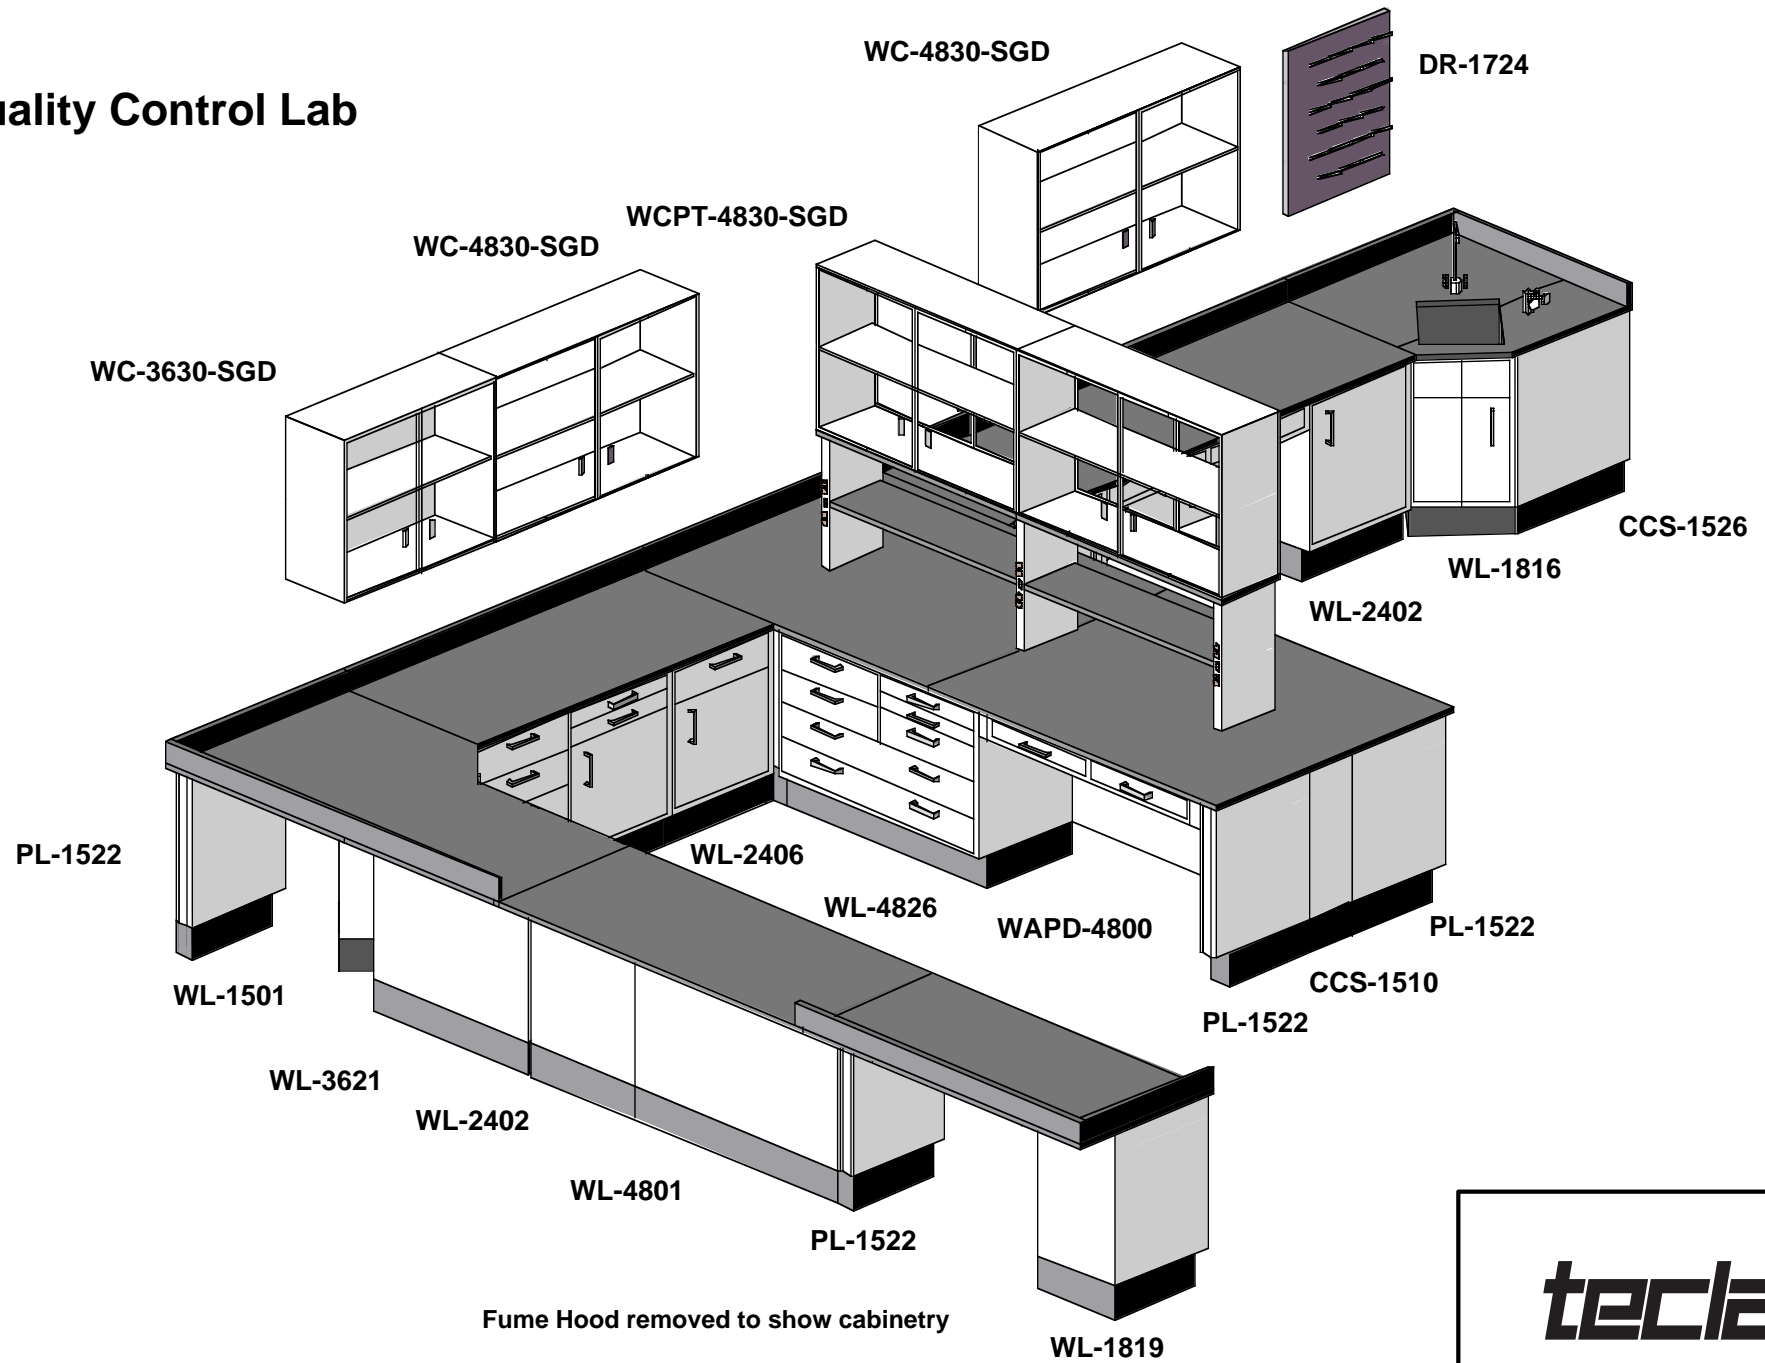 WC-4830-SGD
DR-1724
uality Control Lab
WCPT-4830-SGD
WC-4830-SGD
WC-3630-SGD
CCS-1526
WL-1816
WL-2402
PL-1522
WL-2406
WL-4826
WAPD-4800
PL-1522
CCS-1510
WL-1501
PL-1522
WL-3621
WL-2402
WL-4801
PL-1522
Fume Hood removed to show cabinetry
WL-1819
tecla